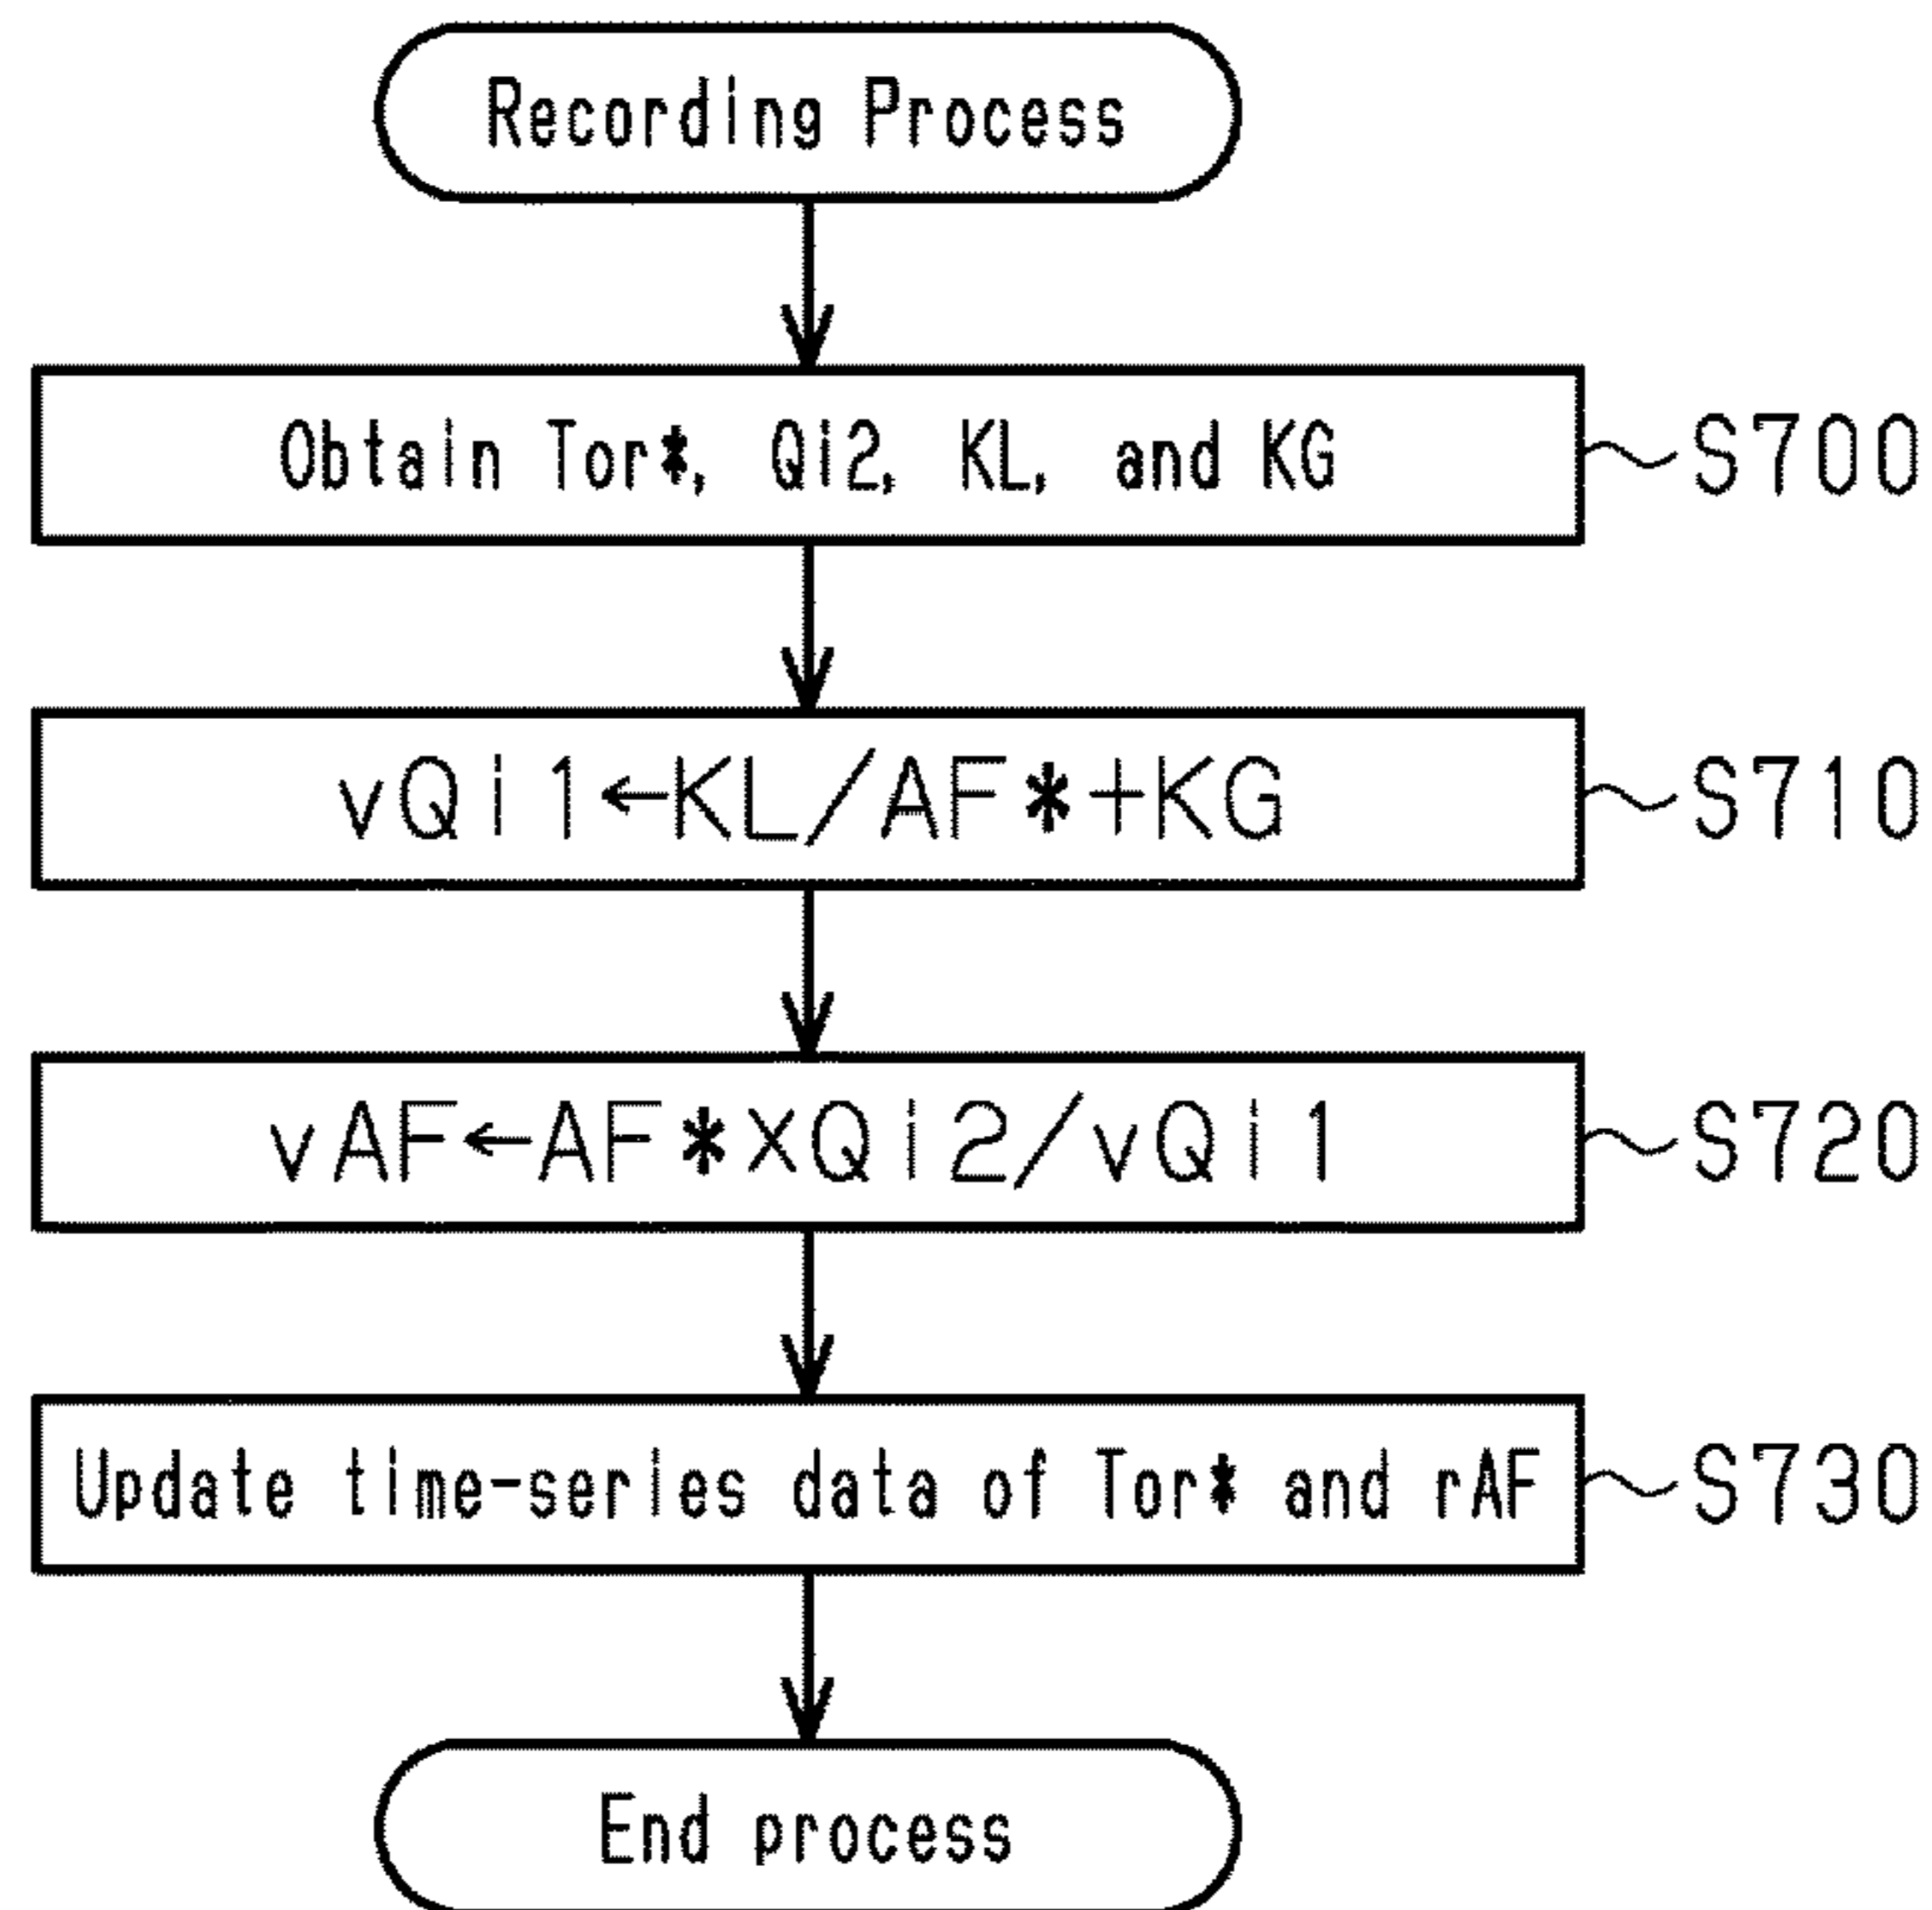 Recording Process
Obtain Tor*, Qi2, KL, and KG
S700
vQi1←KL/AF*+KG
S710
vAF←AF*×Qi2/vQi1
S720
Update time-series data of Tor* and rAF
S730
End process